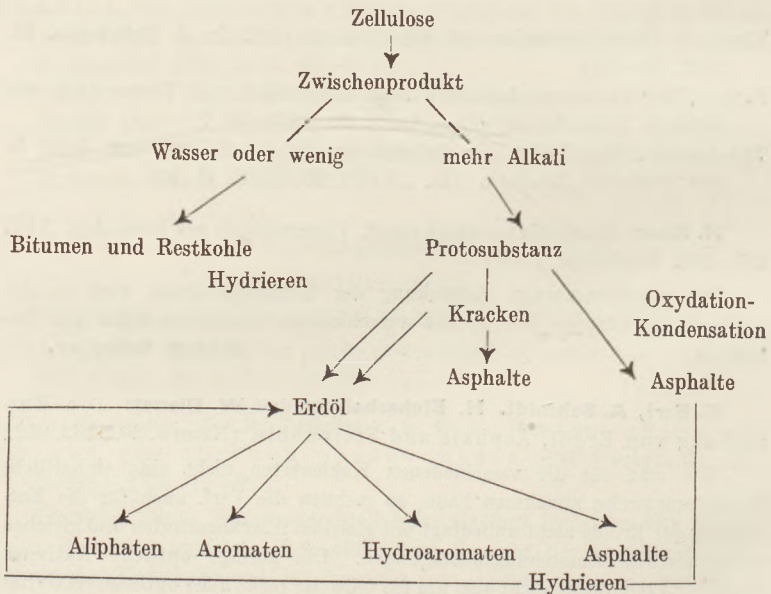 Zellulose
Zwischenprodukt
Wasser oder wenig
mehr Alkali
Bitumen und Restkohle
Protosubstanz
Hydrieren
Oxydation-
Kondensation
Kracken
Asphalte
Asphalte
Erdöl
Aliphaten
Aromaten
Hydroaromaten
Asphalte
Hydrieren